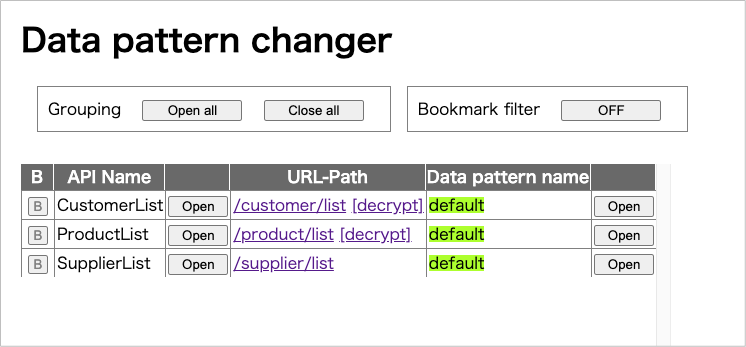 Data pattern changer
Grouping Open all Close all Bookmark filter OFF
B API Name URL-Path Data pattern name
B CustomerList Open /customer/list [decrypt] default Open
B ProductList Open /product/list [decrypt] default Open
B SupplierList Open /supplier/list default Open